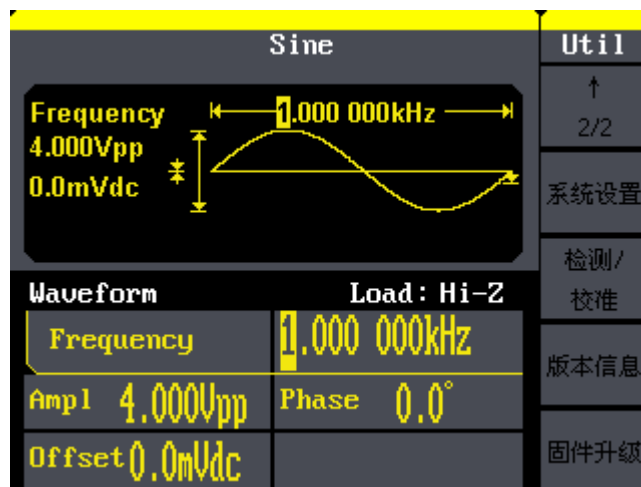 Sine
Util
↑
2/2
Frequency
1.000 000kHz
4.000Vpp
0.0mVdc
系统设置
检测/
校准
Waveform
Load: Hi-Z
Frequency
1.000 000kHz
版本信息
Ampl 4.000Vpp
Phase 0.0°
Offset 0.0mVdc
固件升级